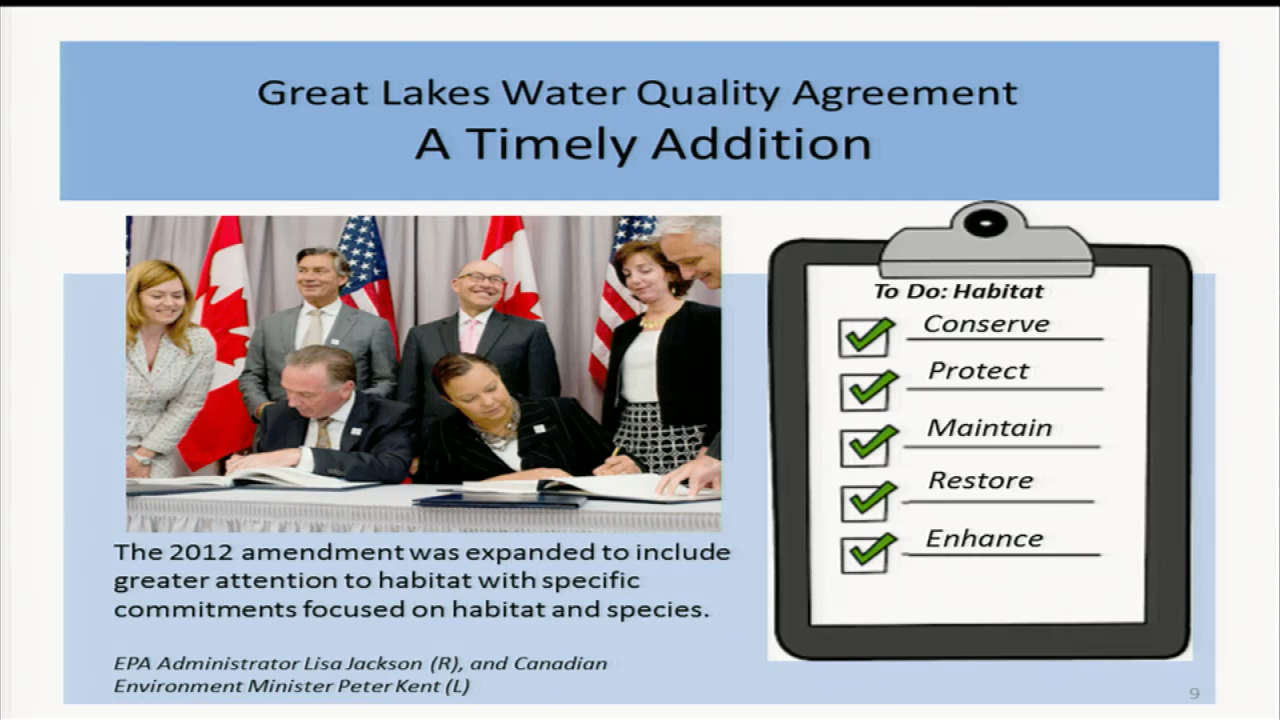 Great Lakes Water Quality Agreement
A Timely Addition
To Do: Habitat
Conserve
Protect
Maintain
Restore
Enhance
The 2012 amendment was expanded to include
greater attention to habitat with specific
commitments focused on habitat and species.
EPA Administrator Lisa Jackson (R), and Canadian
Environment Minister Peter Kent (L)
9